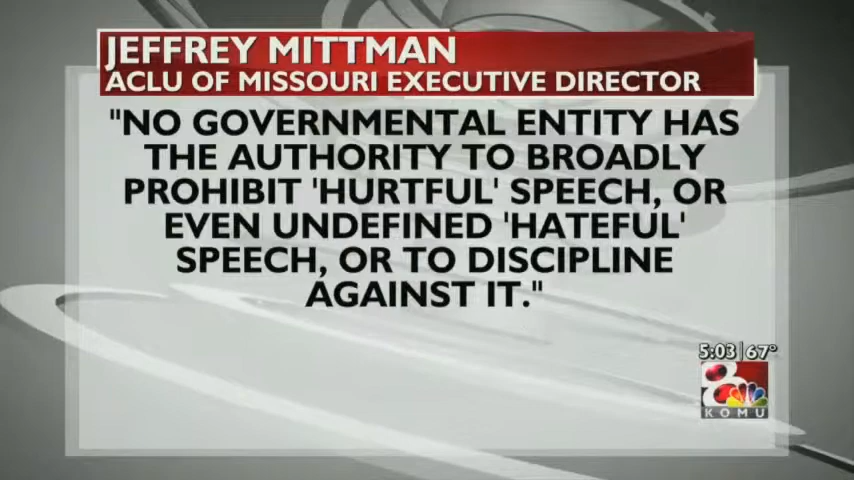 JEFFREY MITTMAN
ACLU OF MISSOURI EXECUTIVE DIRECTOR
"NO GOVERNMENTAL ENTITY HAS
THE AUTHORITY TO BROADLY
PROHIBIT 'HURTFUL' SPEECH, OR
EVEN UNDEFINED 'HATEFUL'
SPEECH, OR TO DISCIPLINE
AGAINST IT."
5:03 67°
8
KOMU